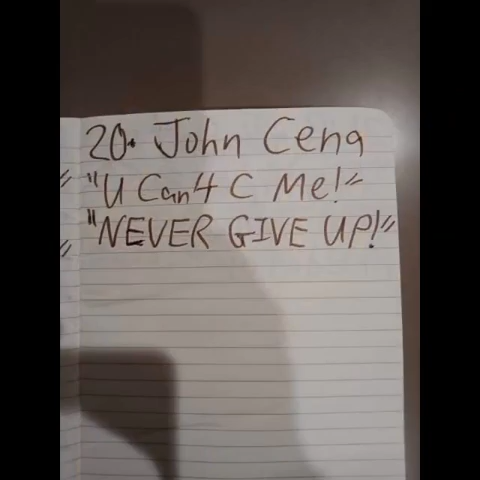 20. John Cena
"U Can't C Me!"
"NEVER GIVE UP!"
"
"